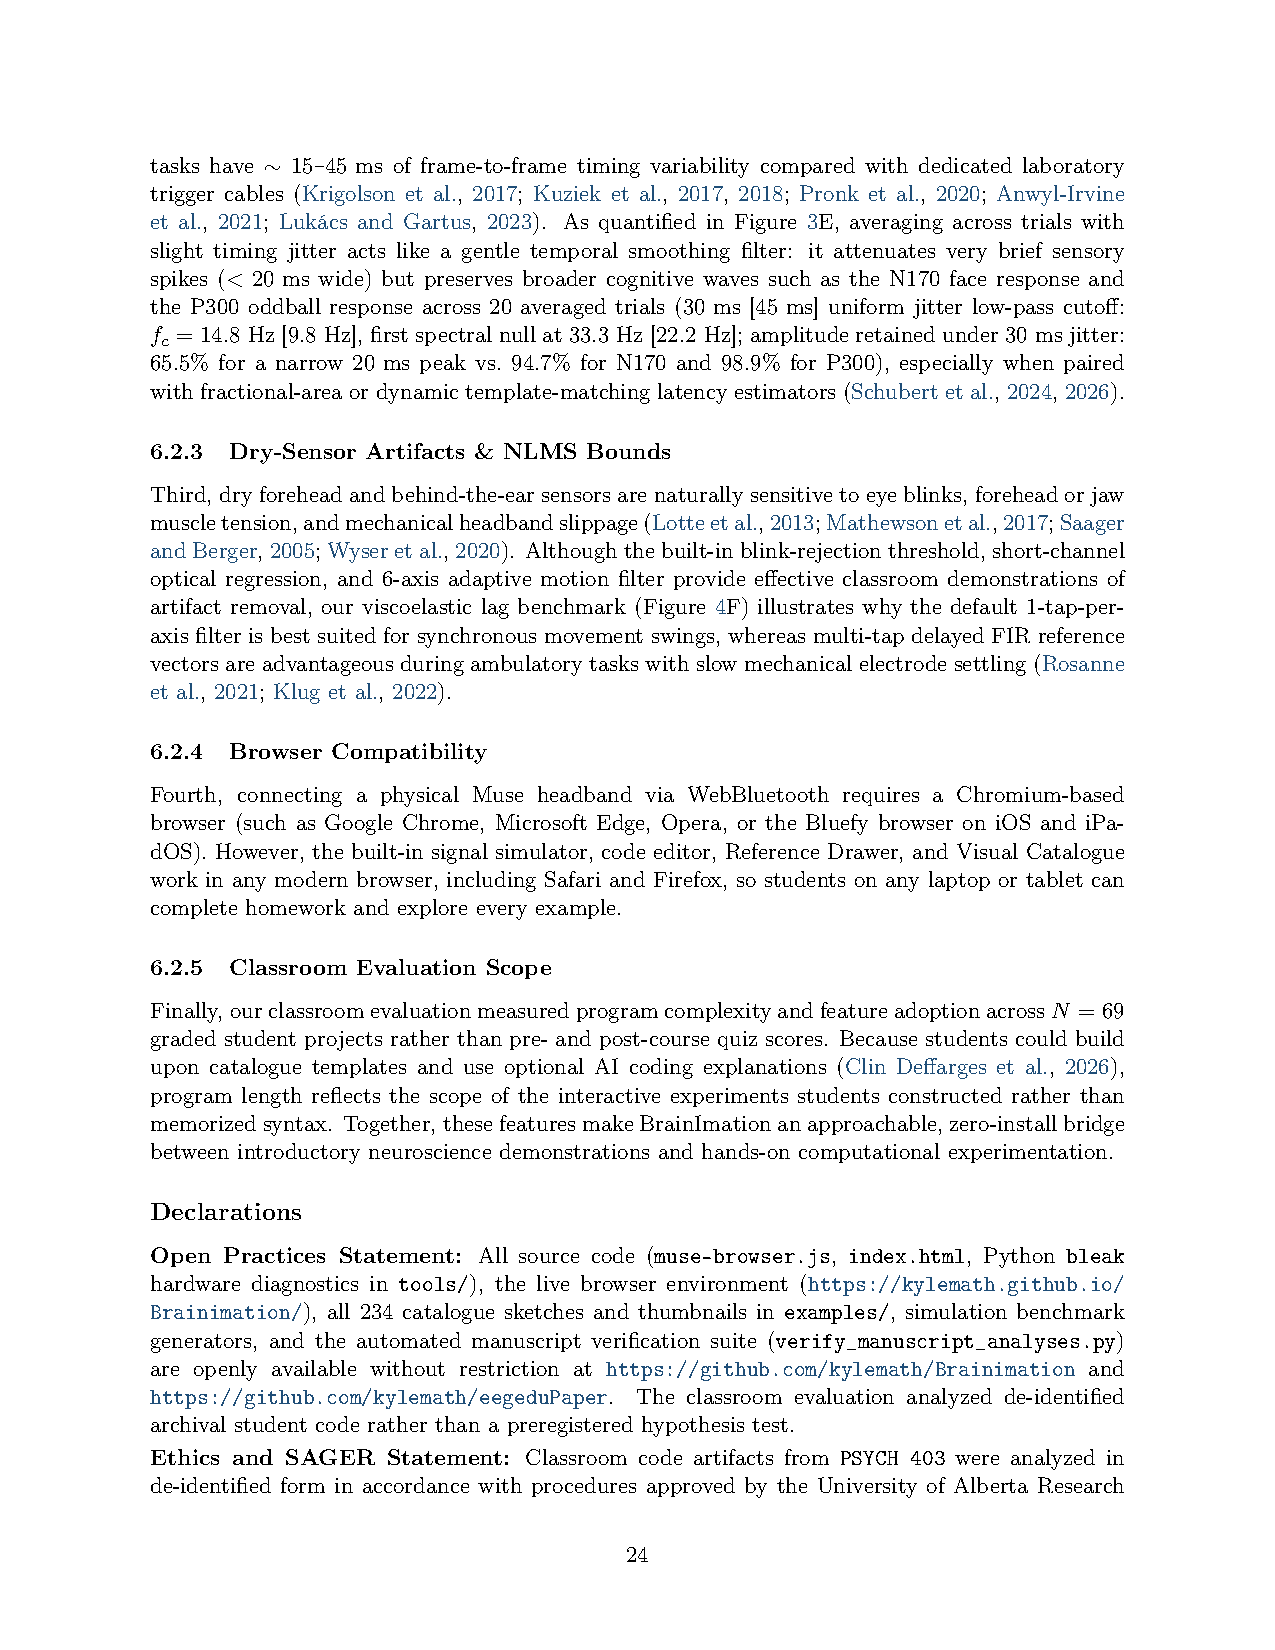 tasks have ∼ 15–45 ms of frame-to-frame timing variability compared with dedicated laboratory
trigger cables (Krigolson et al., 2017; Kuziek et al., 2017, 2018; Pronk et al., 2020; Anwyl-Irvine
et al., 2021; Lukács and Gartus, 2023). As quantified in Figure 3E, averaging across trials with
slight timing jitter acts like a gentle temporal smoothing filter: it attenuates very brief sensory
spikes (< 20 ms wide) but preserves broader cognitive waves such as the N170 face response and
the P300 oddball response across 20 averaged trials (30 ms [45 ms] uniform jitter low-pass cutoff:
f_c = 14.8 Hz [9.8 Hz], first spectral null at 33.3 Hz [22.2 Hz]; amplitude retained under 30 ms jitter:
65.5% for a narrow 20 ms peak vs. 94.7% for N170 and 98.9% for P300), especially when paired
with fractional-area or dynamic template-matching latency estimators (Schubert et al., 2024, 2026).
6.2.3 Dry-Sensor Artifacts & NLMS Bounds
Third, dry forehead and behind-the-ear sensors are naturally sensitive to eye blinks, forehead or jaw
muscle tension, and mechanical headband slippage (Lotte et al., 2013; Mathewson et al., 2017; Saager
and Berger, 2005; Wyser et al., 2020). Although the built-in blink-rejection threshold, short-channel
optical regression, and 6-axis adaptive motion filter provide effective classroom demonstrations of
artifact removal, our viscoelastic lag benchmark (Figure 4F) illustrates why the default 1-tap-per-
axis filter is best suited for synchronous movement swings, whereas multi-tap delayed FIR reference
vectors are advantageous during ambulatory tasks with slow mechanical electrode settling (Rosanne
et al., 2021; Klug et al., 2022).
6.2.4 Browser Compatibility
Fourth, connecting a physical Muse headband via WebBluetooth requires a Chromium-based
browser (such as Google Chrome, Microsoft Edge, Opera, or the Bluefy browser on iOS and iPa-
dOS). However, the built-in signal simulator, code editor, Reference Drawer, and Visual Catalogue
work in any modern browser, including Safari and Firefox, so students on any laptop or tablet can
complete homework and explore every example.
6.2.5 Classroom Evaluation Scope
Finally, our classroom evaluation measured program complexity and feature adoption across N = 69
graded student projects rather than pre- and post-course quiz scores. Because students could build
upon catalogue templates and use optional AI coding explanations (Clin Deffarges et al., 2026),
program length reflects the scope of the interactive experiments students constructed rather than
memorized syntax. Together, these features make BrainImation an approachable, zero-install bridge
between introductory neuroscience demonstrations and hands-on computational experimentation.
Declarations
Open Practices Statement: All source code (muse-browser.js, index.html, Python bleak
hardware diagnostics in tools/), the live browser environment (https://kylemath.github.io/
Brainimation/), all 234 catalogue sketches and thumbnails in examples/, simulation benchmark
generators, and the automated manuscript verification suite (verify_manuscript_analyses.py)
are openly available without restriction at https://github.com/kylemath/Brainimation and
https://github.com/kylemath/eegeduPaper. The classroom evaluation analyzed de-identified
archival student code rather than a preregistered hypothesis test.
Ethics and SAGER Statement: Classroom code artifacts from PSYCH 403 were analyzed in
de-identified form in accordance with procedures approved by the University of Alberta Research
24